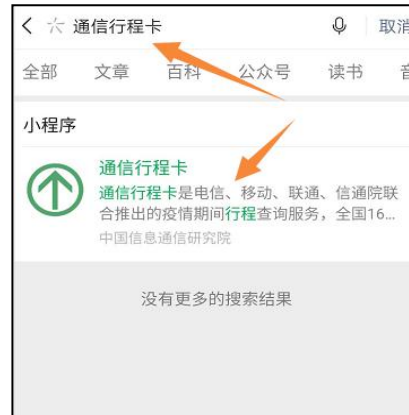 通信行程卡 取消
全部 文章 百科 公众号 读书 音
小程序
通信行程卡
通信行程卡是电信、移动、联通、信通院联
合推出的疫情期间行程查询服务，全国16...
中国信息通信研究院
没有更多的搜索结果